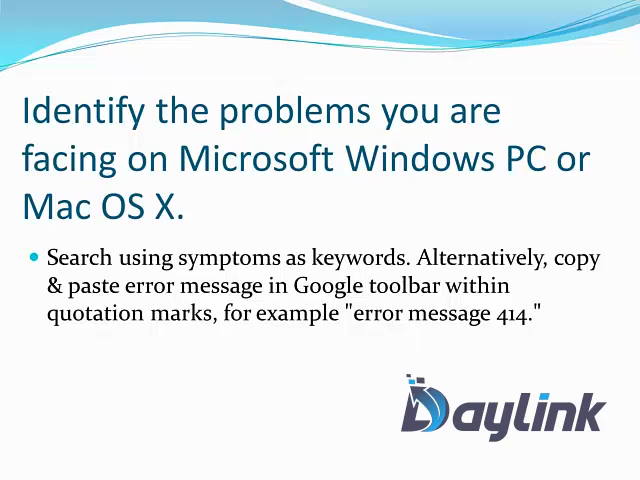 Identify the problems you are
facing on Microsoft Windows PC or
Mac OS X.
Search using symptoms as keywords. Alternatively, copy
& paste error message in Google toolbar within
quotation marks, for example "error message 414."
Daylink